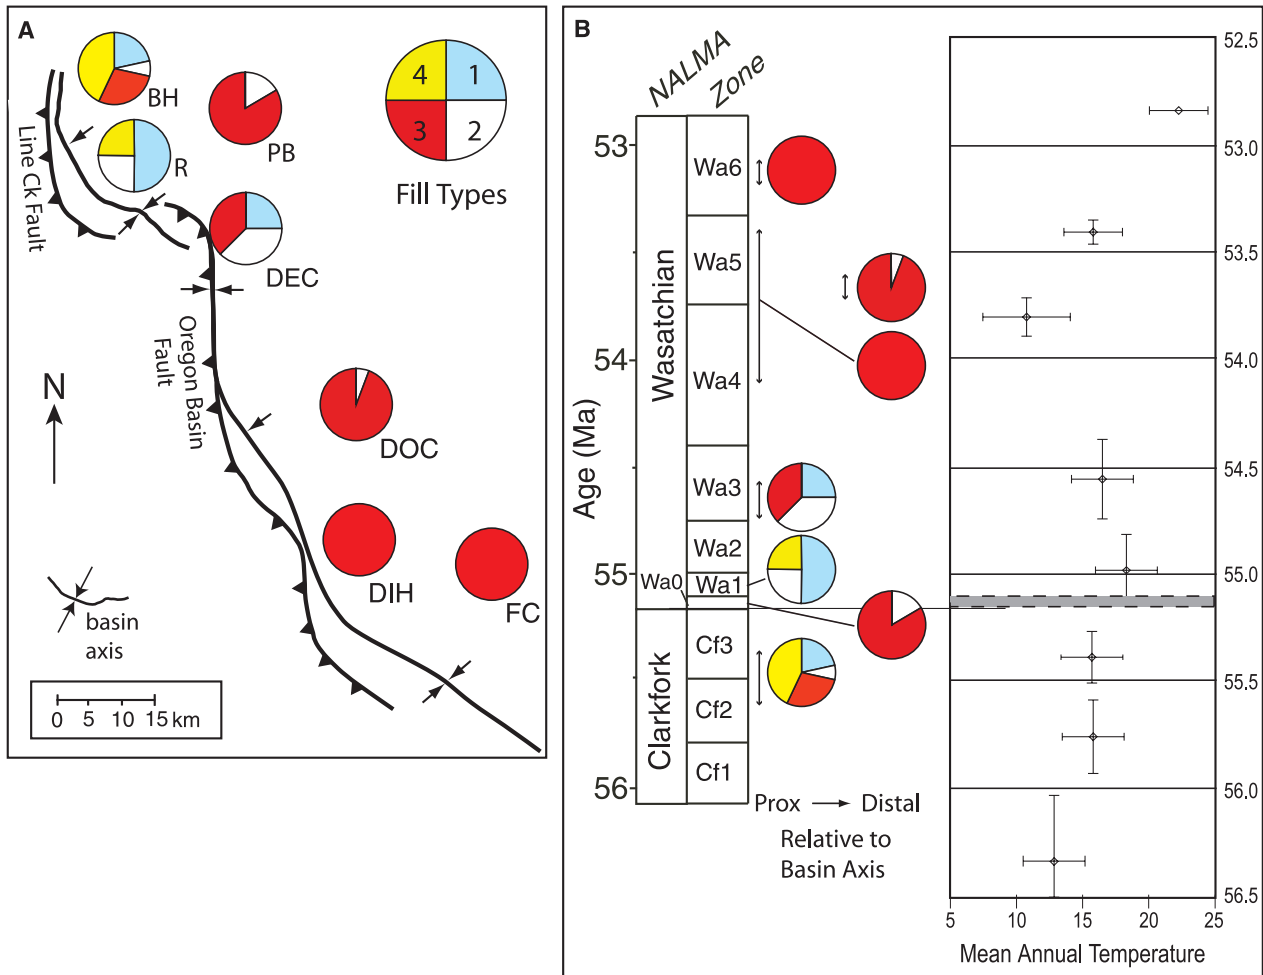 A
BH
PB
R
Line Ck Fault
4
1
3
2
Fill Types
DEC
Oregon Basin
Fault
N
DOC
DIH
FC
basin
axis
0 5 10 15 km
B
NALMA
Zone
Age (Ma)
53
54
55
56
Wasatchian
Clarkfork
Wa6
Wa5
Wa4
Wa3
Wa2
Wa0
Wa1
Cf3
Cf2
Cf1
Prox → Distal
Relative to
Basin Axis
52.5
53.0
53.5
54.0
54.5
55.0
55.5
56.0
56.5
5 10 15 20 25
Mean Annual Temperature